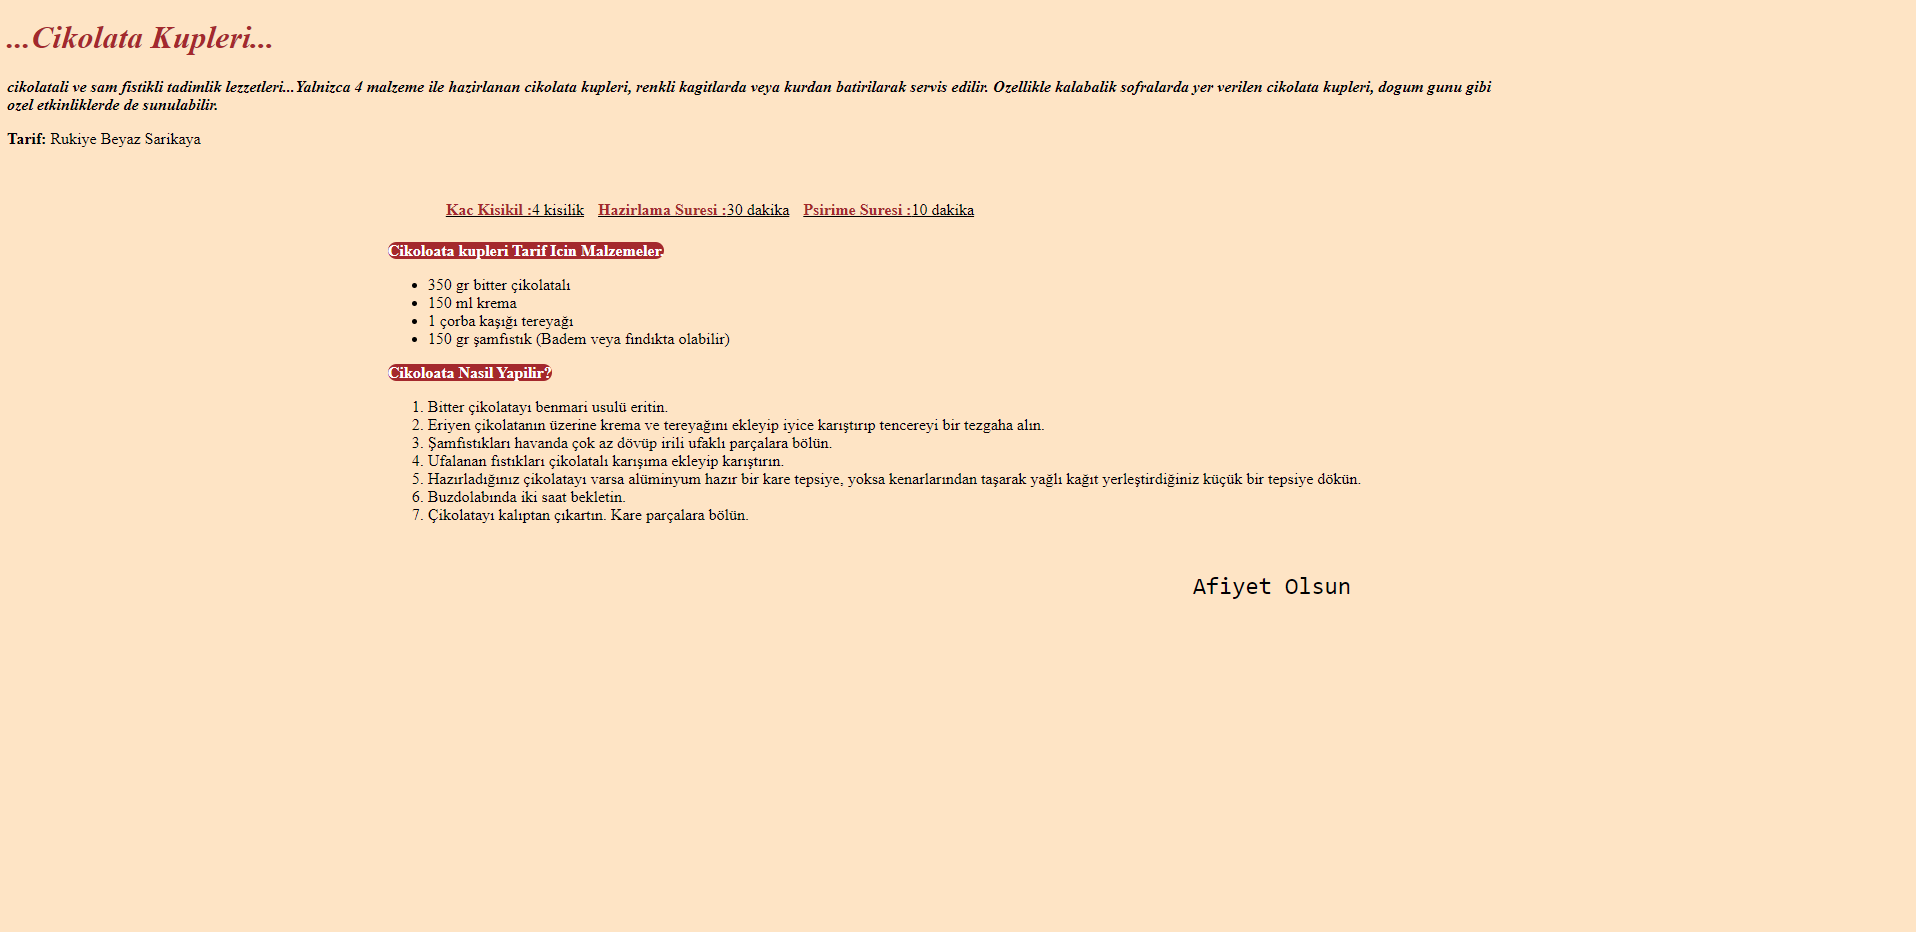 ...Cikolata Kupleri...
cikolatali ve sam fistikli tadimlik lezzetleri...Yalnizca 4 malzeme ile hazirlanan cikolata kupleri, renkli kagitlarda veya kurdan batirilarak servis edilir. Ozellikle kalabalik sofralarda yer verilen cikolata kupleri, dogum gunu gibi
ozel etkinliklerde de sunulabilir.
Tarif: Rukiye Beyaz Sarikaya
Kac Kisikil :4 kisilik Hazirlama Suresi :30 dakika Psirime Suresi :10 dakika
Cikoloata kupleri Tarif Icin Malzemeler
• 350 gr bitter çikolatalı
• 150 ml krema
• 1 çorba kaşığı tereyağı
• 150 gr şamfıstık (Badem veya fındıkta olabilir)
Cikoloata Nasil Yapilir?
1. Bitter çikolatayı benmari usulü eritin.
2. Eriyen çikolatanın üzerine krema ve tereyağını ekleyip iyice karıştırıp tencereyi bir tezgaha alın.
3. Şamfıstıkları havanda çok az dövüp irili ufaklı parçalara bölün.
4. Ufalanan fıstıkları çikolatalı karışıma ekleyip karıştırın.
5. Hazırladığınız çikolatayı varsa alüminyum hazır bir kare tepsiye, yoksa kenarlarından taşarak yağlı kağıt yerleştirdiğiniz küçük bir tepsiye dökün.
6. Buzdolabında iki saat bekletin.
7. Çikolatayı kalıptan çıkartın. Kare parçalara bölün.
Afiyet Olsun